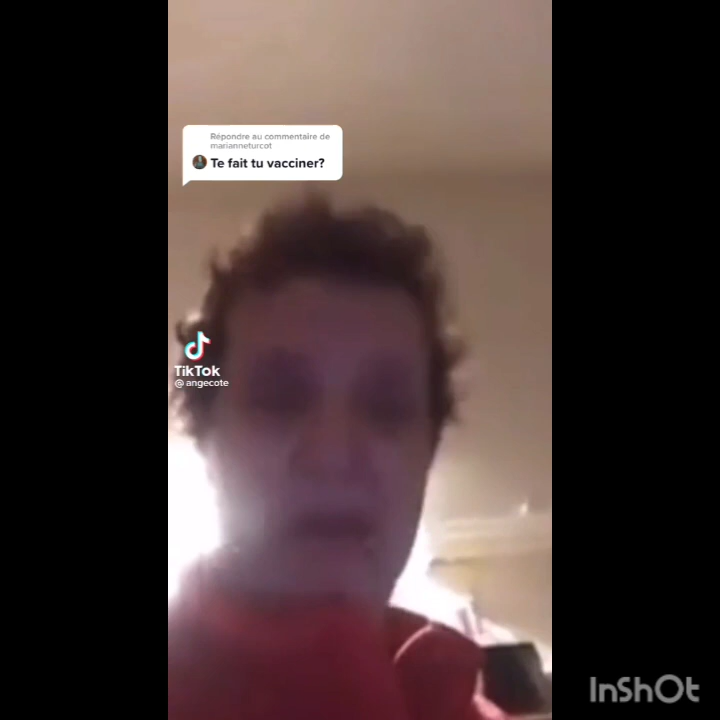 Répondre au commentaire de
marianneturcot
Te fait tu vacciner?
TikTok
@angecote
InShOt